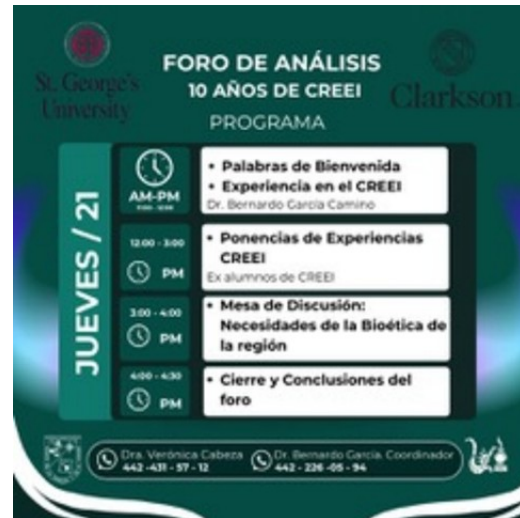 St. George's
University
FORO DE ANÁLISIS
10 AÑOS DE CREEI
PROGRAMA
Clarkson
JUEVES / 21
AM-PM
• Palabras de Bienvenida
• Experiencia en el CREEI
Dr. Bernardo García Camino
12:00 - 3:00
PM
• Ponencias de Experiencias
CREEI
Ex alumnos de CREEI
3:00 - 4:00
PM
• Mesa de Discusión:
Necesidades de la Bioética de
la región
4:00 - 4:30
PM
• Cierre y Conclusiones del
foro
Dra. Verónica Cabeza
442 -431 - 57 - 12
Dr. Bernardo García. Coordinador
442 - 226 -05 - 94